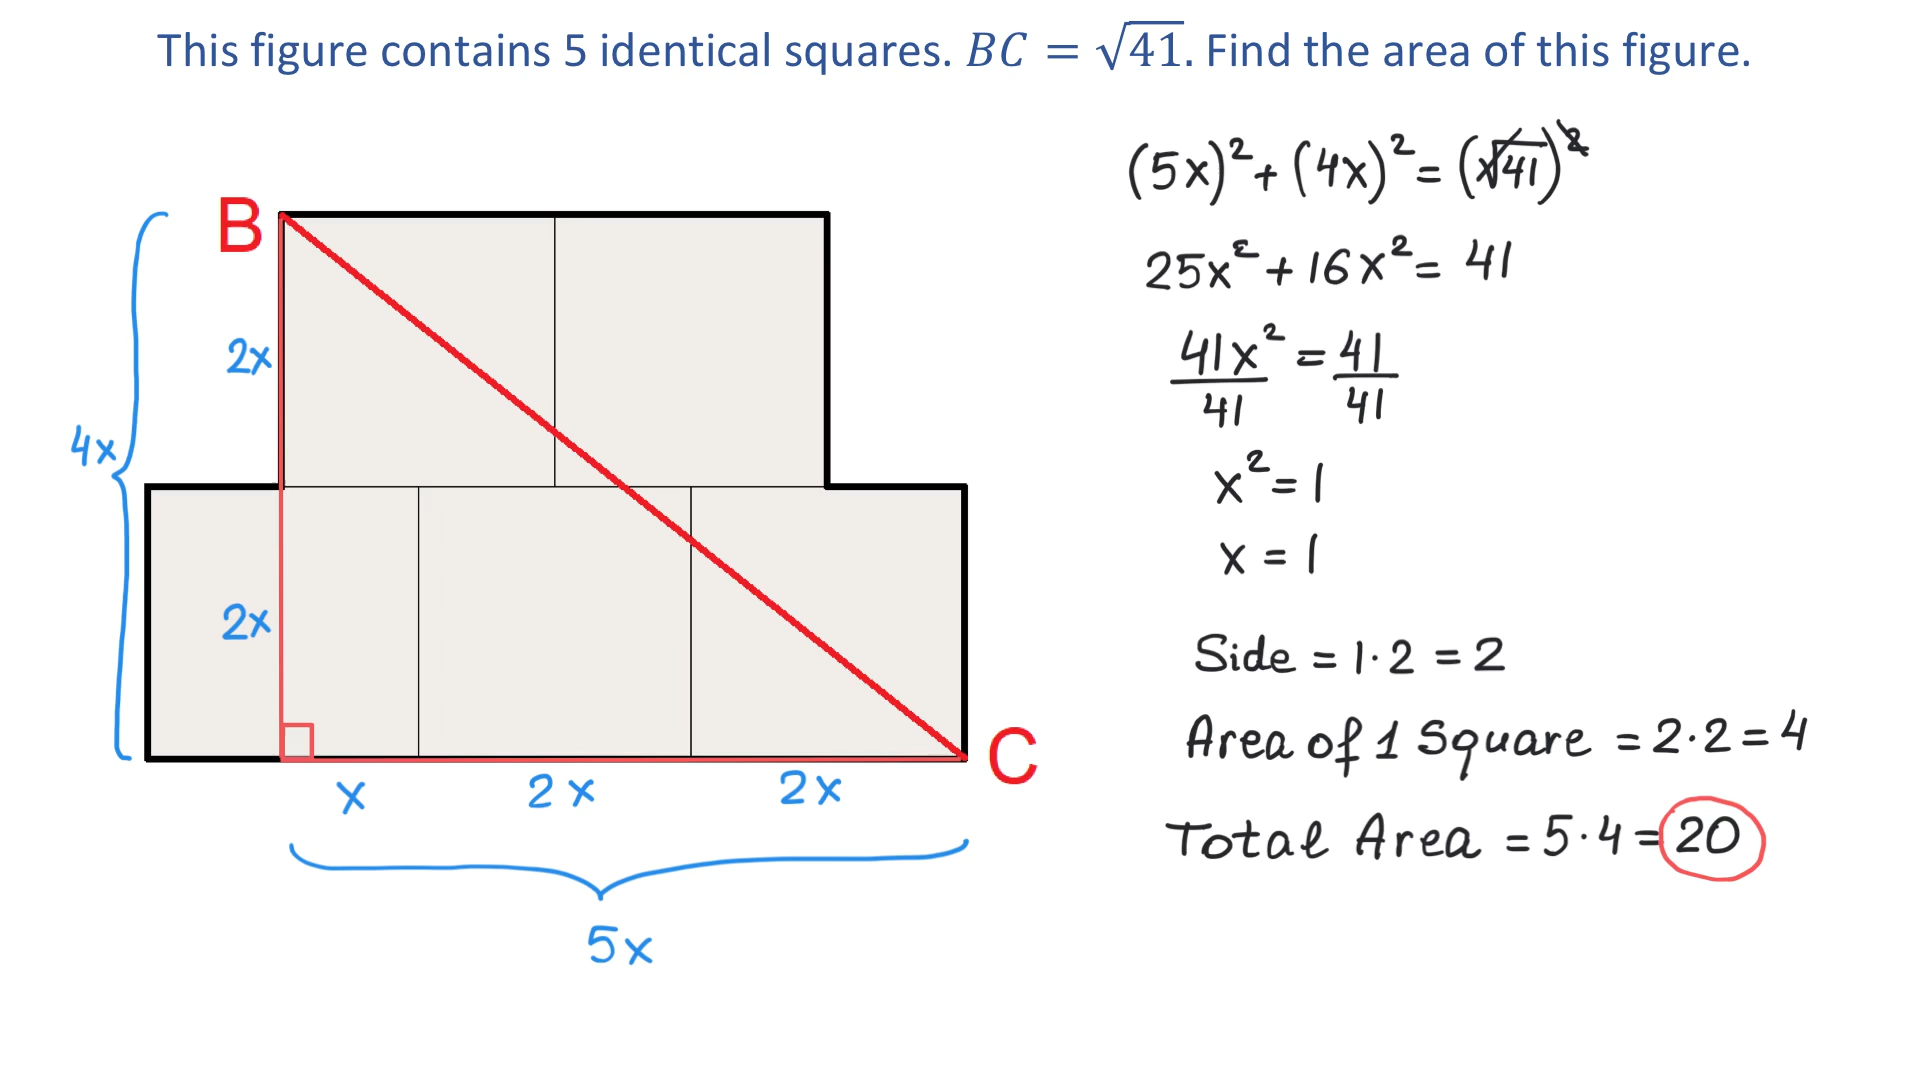 This figure contains 5 identical squares. BC = √41. Find the area of this figure.
B
2x
4x
2x
C
x 2x 2x
5x
(5x)² + (4x)² = (√41)²
25x² + 16x² = 41
41x²/41 = 41/41
x² = 1
x = 1
Side = 1·2 = 2
Area of 1 Square = 2·2 = 4
Total Area = 5·4 = 20